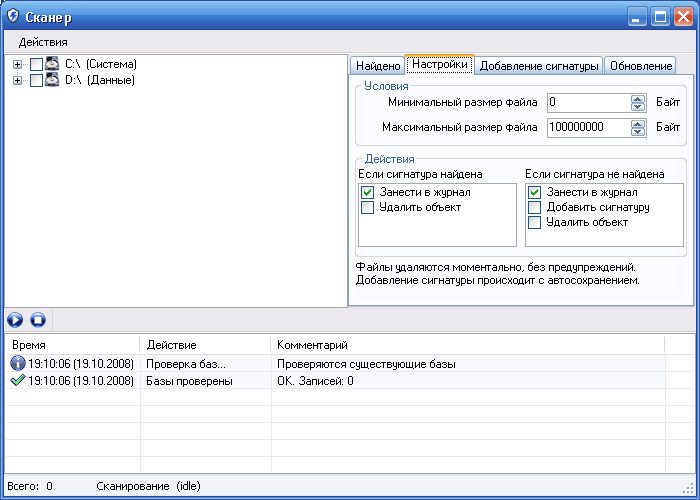 Сканер
Действия
C:\ (Система)
D:\ (Данные)
Найдено Настройки Добавление сигнатуры Обновление
Условия
Минимальный размер файла 0 Байт
Максимальный размер файла 100000000 Байт
Действия
Если сигнатура найдена
Занести в журнал
Удалить объект
Если сигнатура не найдена
Занести в журнал
Добавить сигнатуру
Удалить объект
Файлы удаляются моментально, без предупреждений.
Добавление сигнатуры происходит с автосохранением.
Время Действие Комментарий
19:10:06 (19.10.2008) Проверка баз... Проверяются существующие базы
19:10:06 (19.10.2008) Базы проверены OK. Записей: 0
Всего: 0 Сканирование (idle)